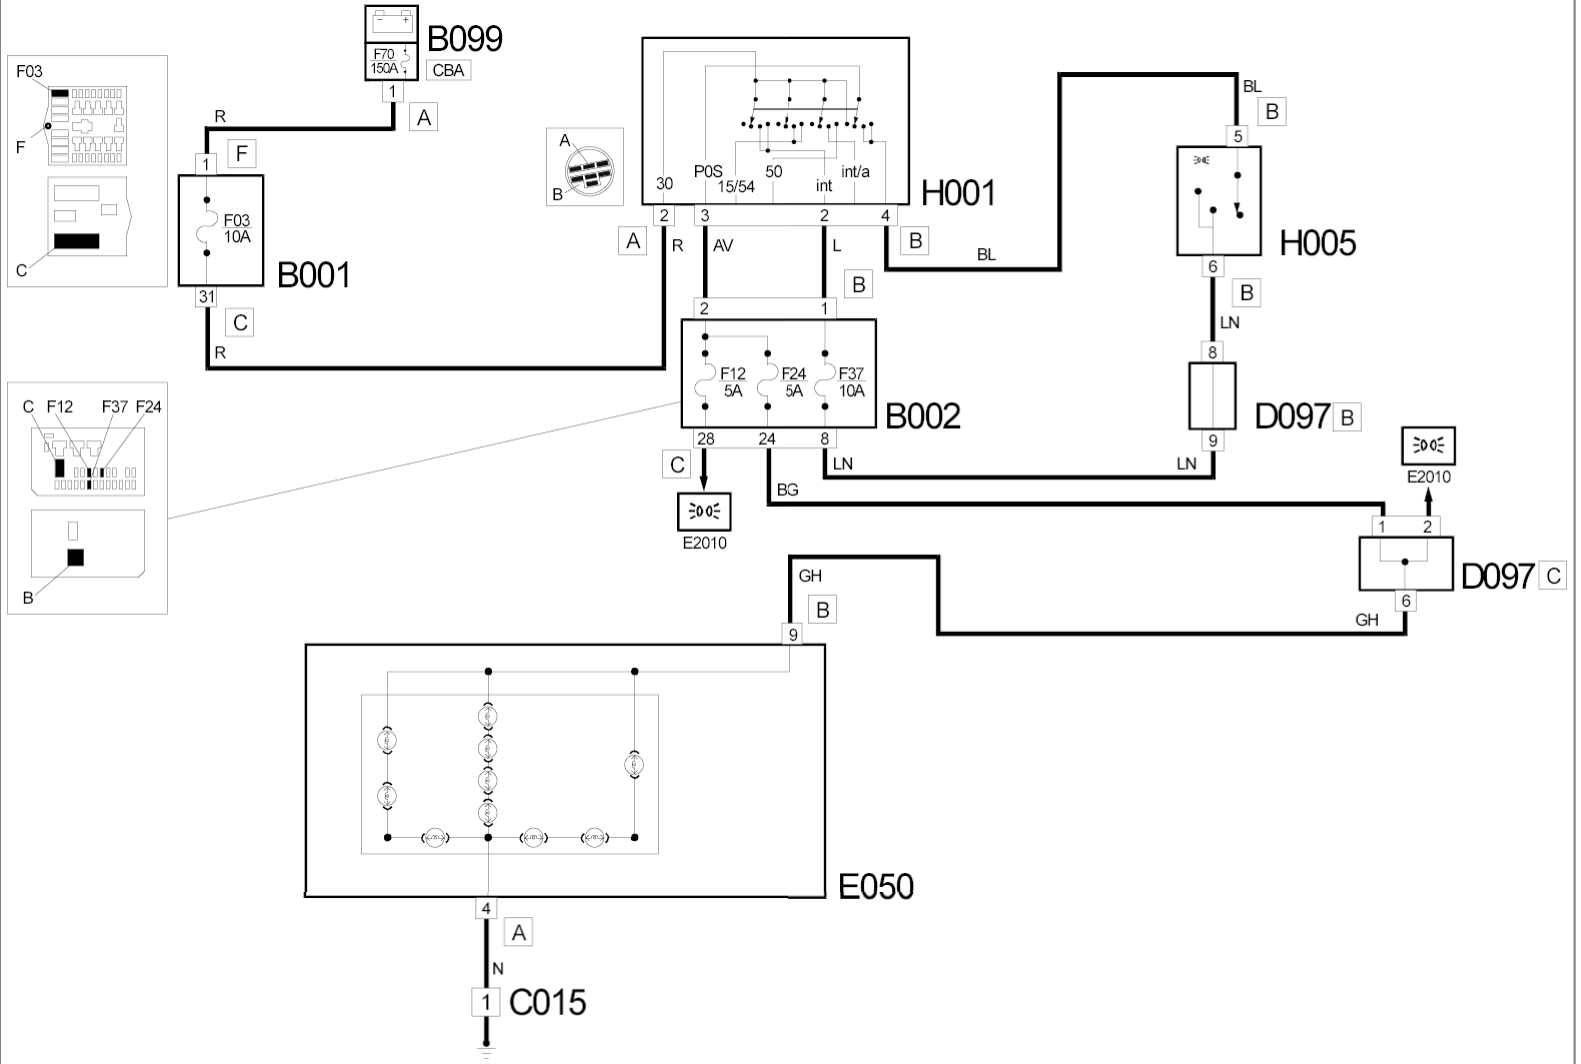 B099
- +
F70
150A
CBA
1
A
R
F03
F
C
1
F
F03
10A
B001
31
C
R
A
B
30
P0S
15/54
50
int
int/a
H001
2
3
2
4
A
R
AV
L
B
BL
B
BL
B
5
H005
6
B
LN
8
D097
B
9
LN
2
1
F12
5A
F24
5A
F37
10A
B002
28
24
8
C
LN
BG
E2010
E2010
1
2
D097
C
6
GH
C
F12
F37
F24
B
GH
B
9
E050
4
A
N
1
C015